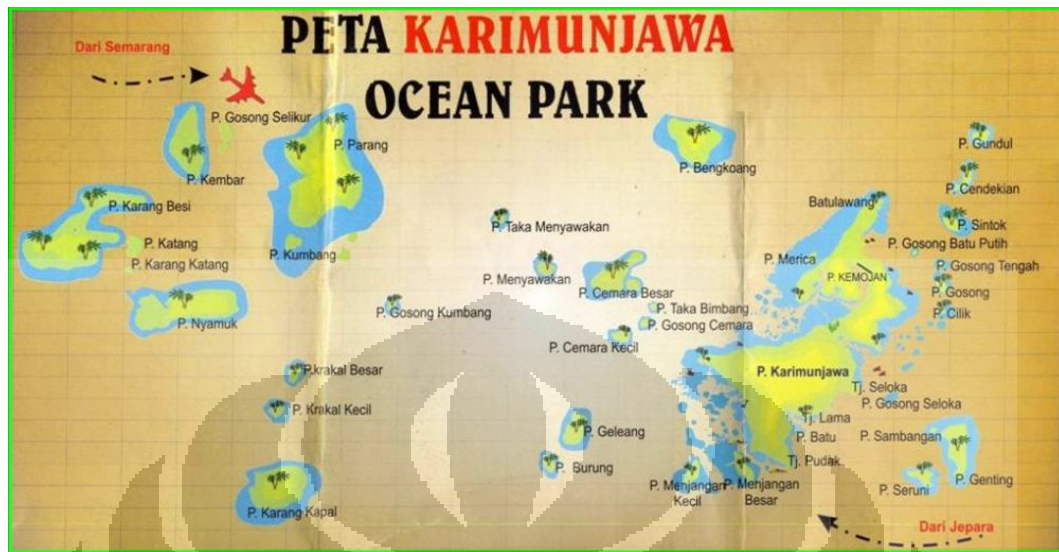 PETA KARIMUNJAWA
OCEAN PARK
Dari Semarang
P. Gosong Selikur
P. Kembar
P. Parang
P. Bengkoang
P. Gundul
P. Cendekian
P. Karang Besi
Batulawang
P. Sintok
P. Taka Menyawakan
P. Katang
P. Gosong Batu Putih
P. Kumbang
P. Merica
P. Karang Katang
P. Gosong Tengah
P. Menyawakan
P. KEMOJAN
P. Cemara Besar
P. Gosong
P. Taka Bimbang
P. Gosong Kumbang
P. Cilik
P. Nyamuk
P. Gosong Cemara
P. Cemara Kecil
P.krakal Besar
P. Karimunjawa
Tj. Seloka
P. Gosong Seloka
P. Krakal Kecil
Tj. Lama
P. Geleang
P. Batu
P. Sambangan
Tj. Pudak
P. Burung
P. Genting
P. Menjangan
Kecil
P. Menjangan
Besar
P. Seruni
P. Karang Kapal
Dari Jepara